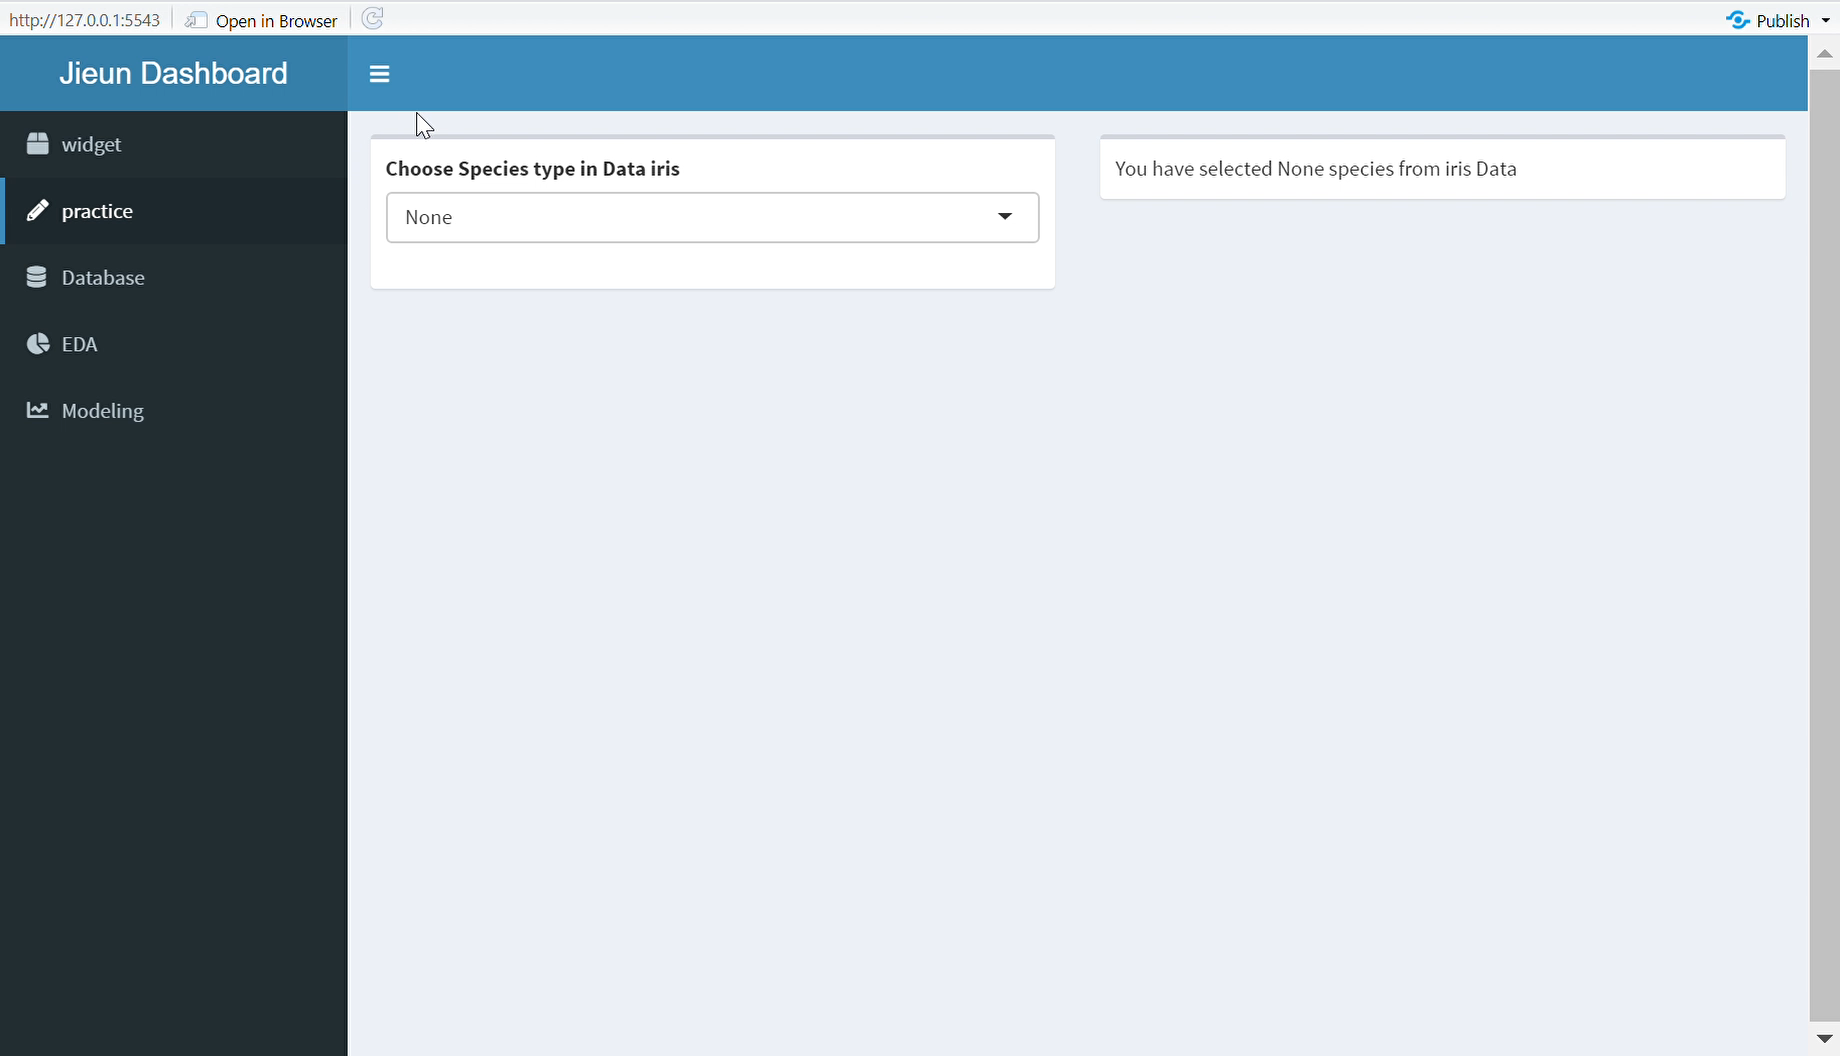 http://127.0.0.1:5543 Open in Browser Publish
Jieun Dashboard
widget
practice
Database
EDA
Modeling
Choose Species type in Data iris
None
You have selected None species from iris Data